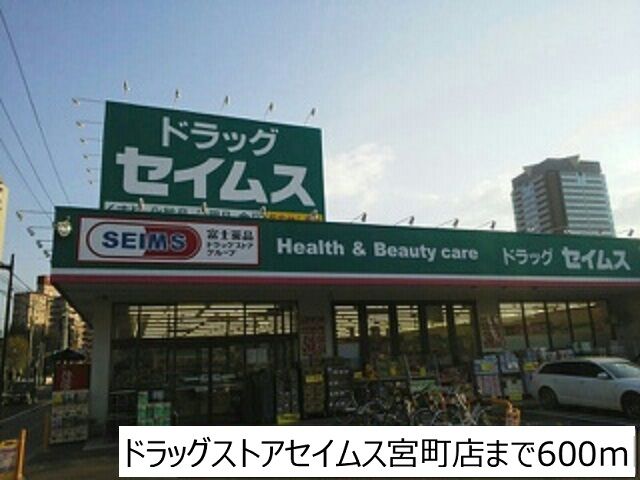 ドラッグ
セイムス
SEIMS
富士薬品
ドラッグストア
グループ
Health & Beauty care
ドラッグ セイムス
ドラッグストアセイムス宮町店まで600m